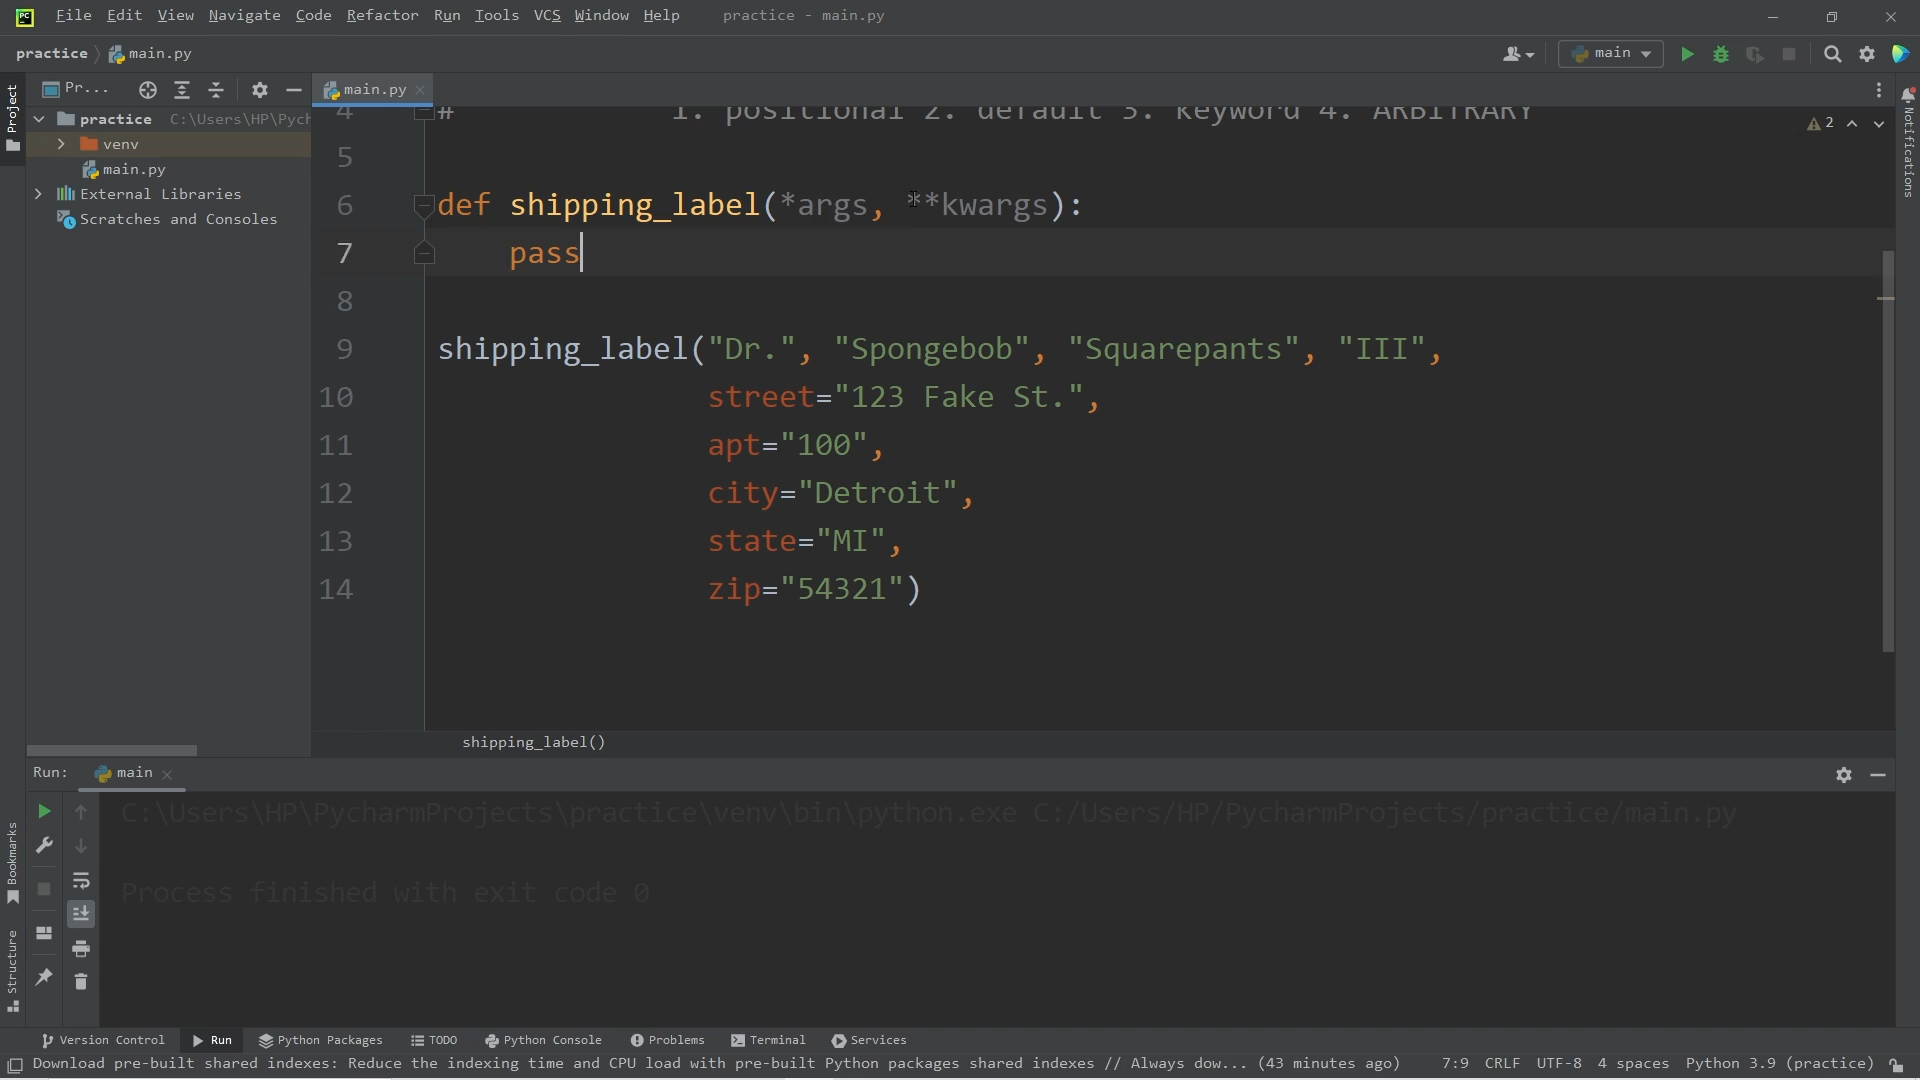 PC File Edit View Navigate Code Refactor Run Tools VCS Window Help practice - main.py
practice main.py main
Project
Pr... main.py
practice C:\Users\HP\Pych
venv
main.py
External Libraries
Scratches and Consoles
Notifications
2
4 # 1. positional 2. default 3. keyword 4. ARBITRARY
5
6 def shipping_label(*args, **kwargs):
7 pass
8
9 shipping_label("Dr.", "Spongebob", "Squarepants", "III",
10 street="123 Fake St.",
11 apt="100",
12 city="Detroit",
13 state="MI",
14 zip="54321")
shipping_label()
Run: main
C:\Users\HP\PycharmProjects\practice\venv\bin\python.exe C:/Users/HP/PycharmProjects/practice/main.py
Process finished with exit code 0
Bookmarks
Structure
Version Control Run Python Packages TODO Python Console Problems Terminal Services
Download pre-built shared indexes: Reduce the indexing time and CPU load with pre-built Python packages shared indexes // Always dow... (43 minutes ago) 7:9 CRLF UTF-8 4 spaces Python 3.9 (practice)